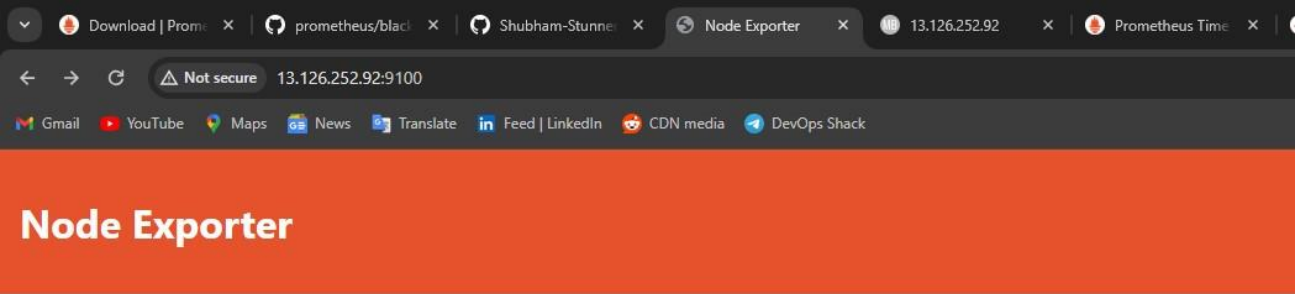 Download | Prom
prometheus/blac
Shubham-Stunne
Node Exporter
13.126.252.92
Prometheus Time
Not secure
13.126.252.92:9100
Gmail
YouTube
Maps
News
Translate
Feed | LinkedIn
CDN media
DevOps Shack
Node Exporter